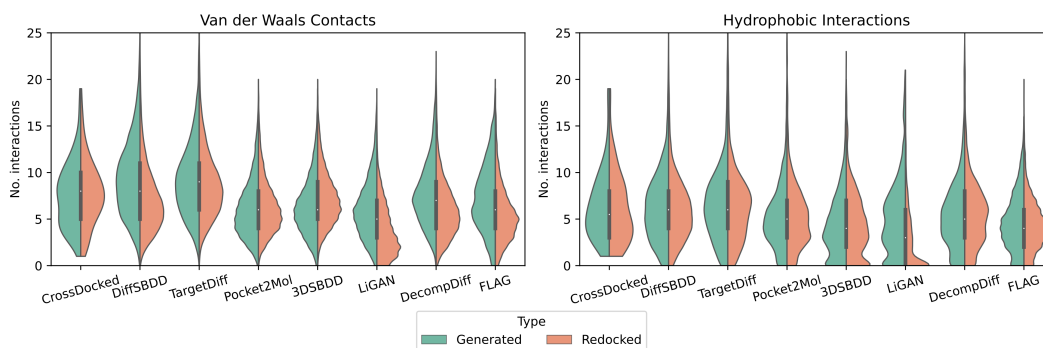 Van der Waals Contacts
25
20
15
10
5
0
No. interactions
CrossDocked
DiffSBDD
TargetDiff
Pocket2Mol
3DSBDD
LiGAN
DecompDiff
FLAG
Hydrophobic Interactions
25
20
15
10
5
0
No. interactions
CrossDocked
DiffSBDD
TargetDiff
Pocket2Mol
3DSBDD
LiGAN
DecompDiff
FLAG
Type
Generated Redocked